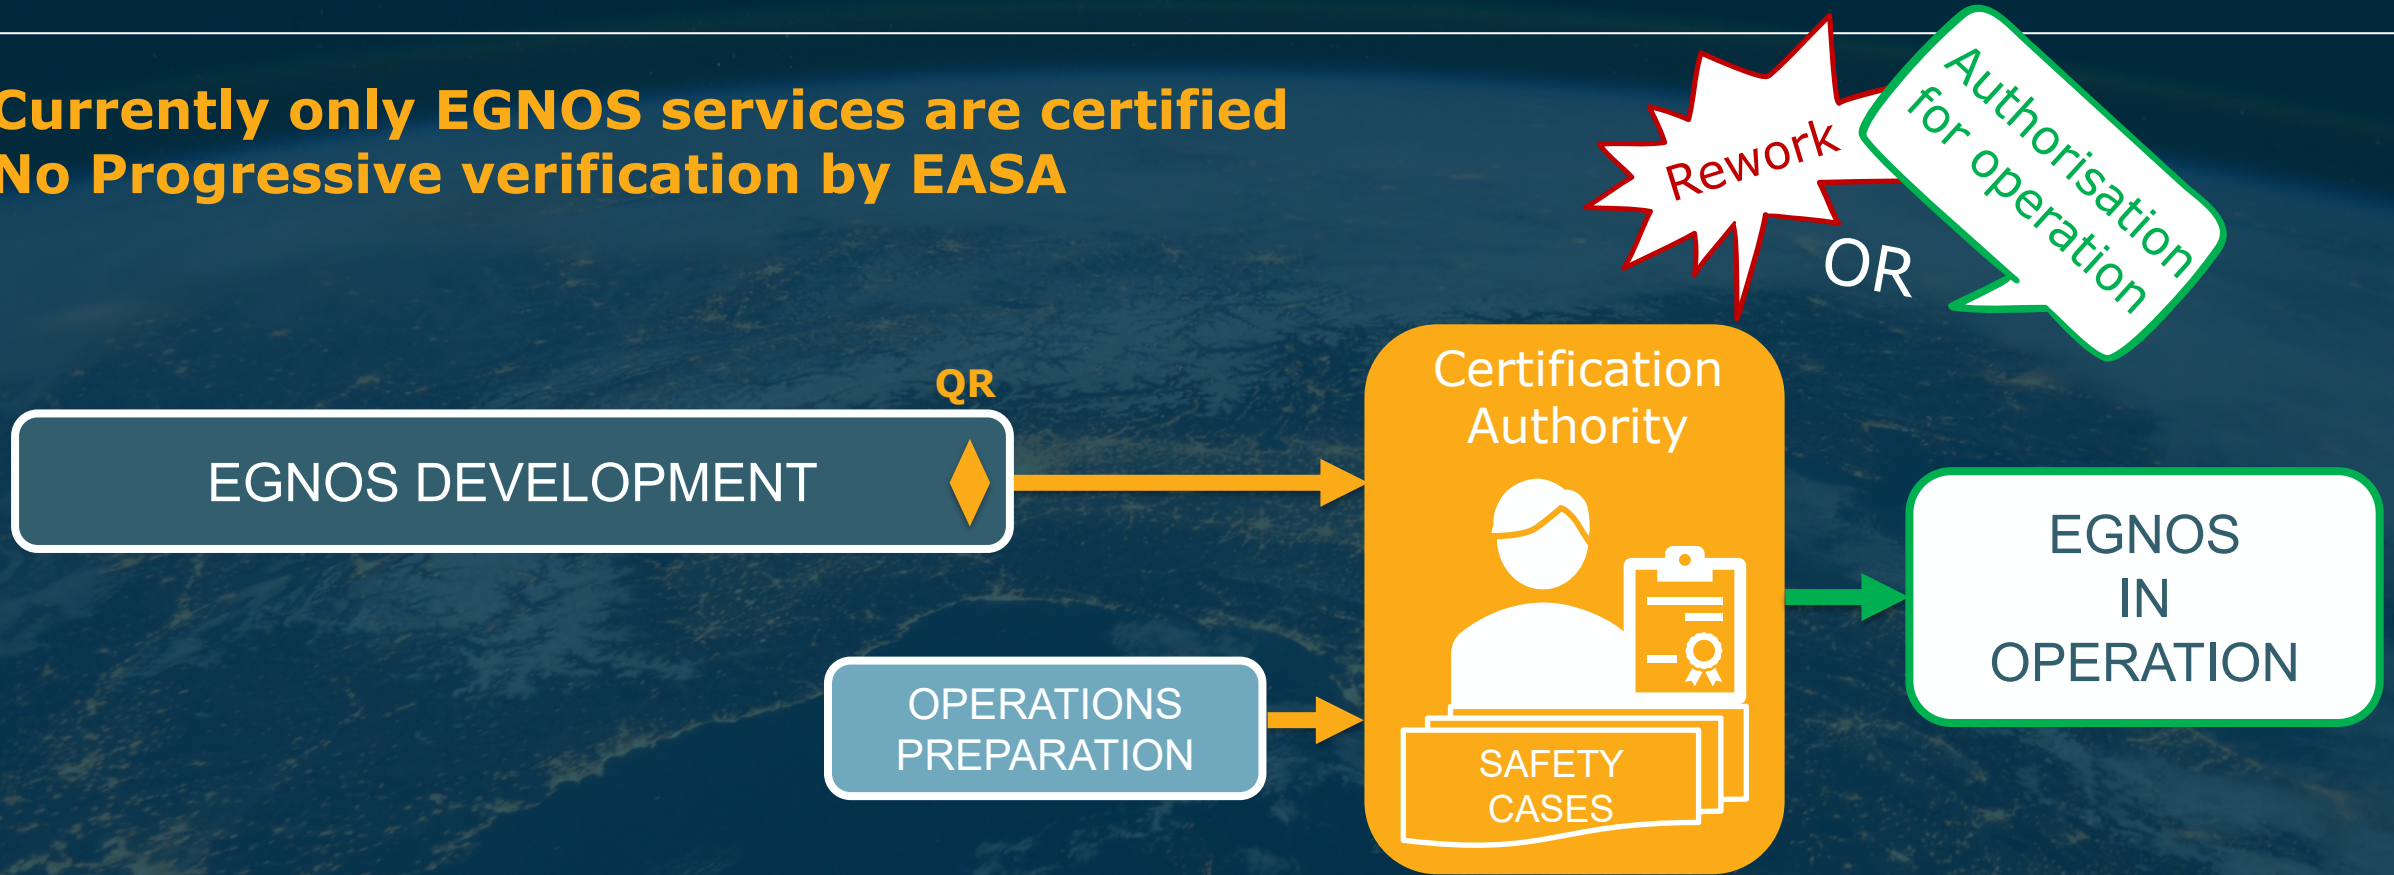 Currently only EGNOS services are certified
No Progressive verification by EASA
Rework
OR
Authorisation
for operation
QR
EGNOS DEVELOPMENT
OPERATIONS
PREPARATION
Certification
Authority
SAFETY
CASES
EGNOS
IN
OPERATION